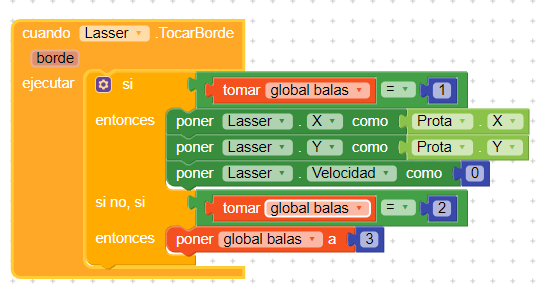 cuando Lasser .TocarBorde
borde
ejecutar si tomar global balas = 1
entonces poner Lasser . X como Prota . X
poner Lasser . Y como Prota . Y
poner Lasser . Velocidad como 0
si no, si tomar global balas = 2
entonces poner global balas a 3